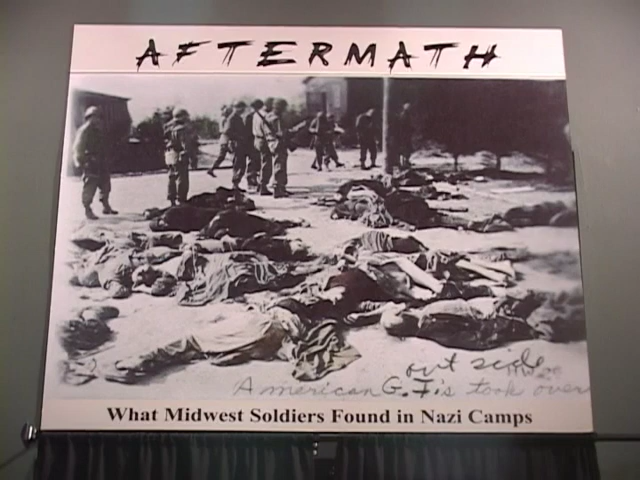 AFTERMATH
out side
American G.I's took over
What Midwest Soldiers Found in Nazi Camps